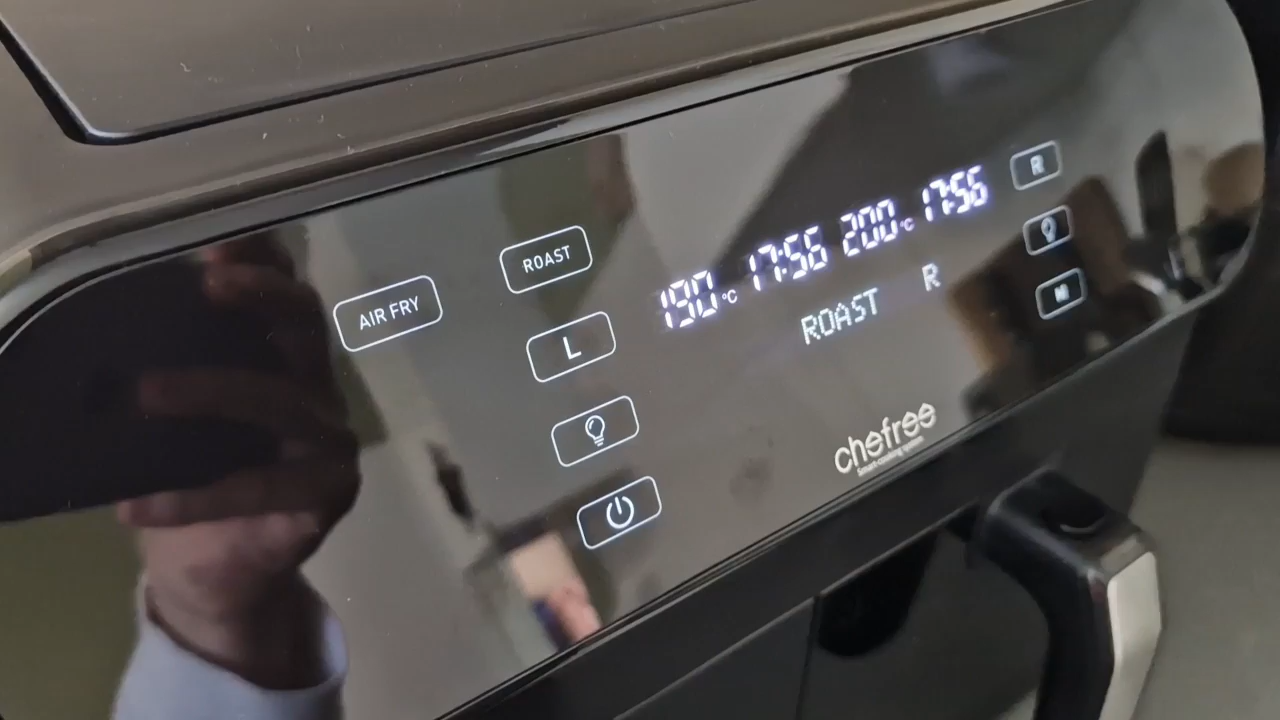 AIR FRY
ROAST
L
190°C 17:56 200°C 17:56
ROAST R
R
M
chefree
Smart cooking system